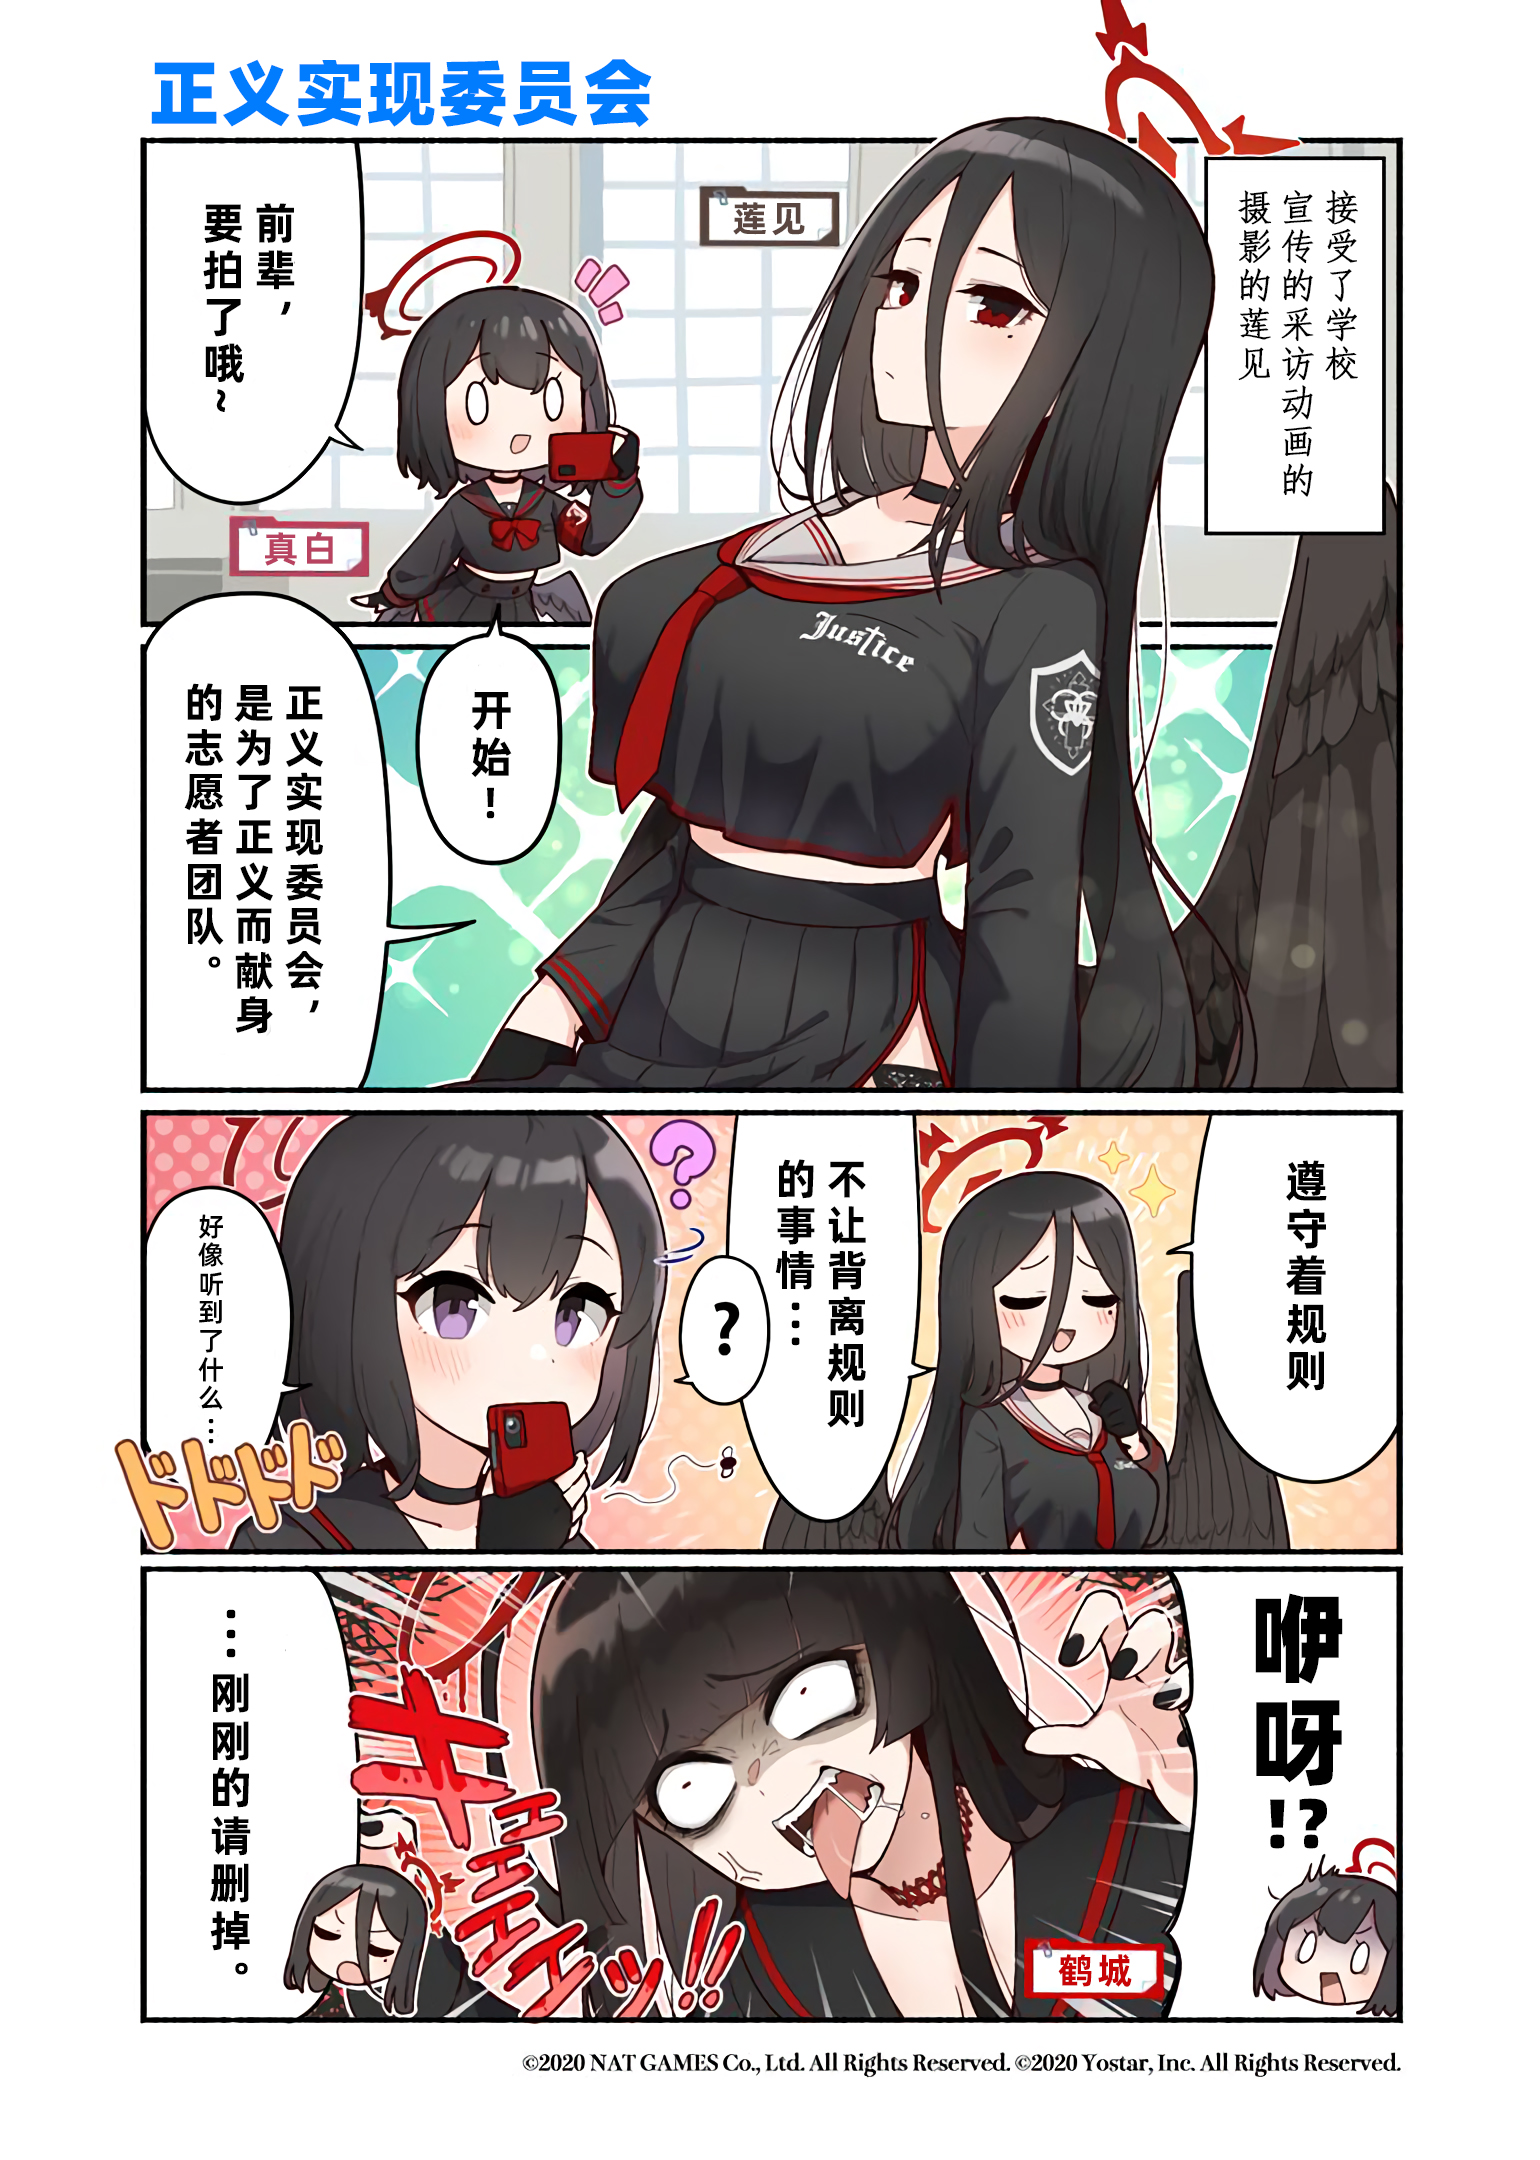 正义实现委员会
接受了学校
宣传的采访动画的
摄影的莲见
莲见
前辈，
要拍了哦~
真白
开始！
Justice
正义实现委员会，
是为了正义而献身
的志愿者团队。
遵守着规则
不让背离规则
的事情…
?
?
好像听到了什么…
ドドドド
咿呀!?
キエエエエエッ!!
鹤城
…刚刚的请删掉。
©2020 NAT GAMES Co., Ltd. All Rights Reserved. ©2020 Yostar, Inc. All Rights Reserved.